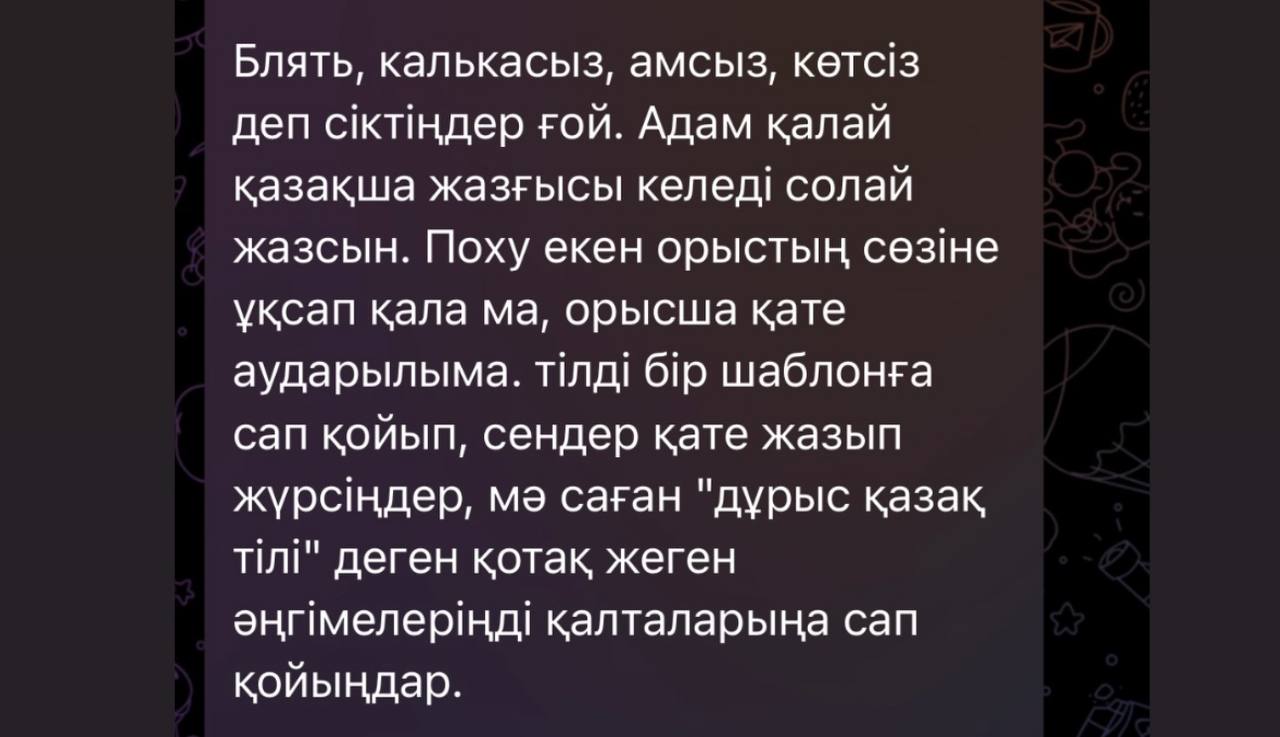 Блять, калькасыз, амсыз, көтсіз
деп сіктіңдер ғой. Адам қалай
қазақша жазғысы келеді солай
жазсын. Поху екен орыстың сөзіне
ұқсап қала ма, орысша қате
аударылыма. тілді бір шаблонға
сап қойып, сендер қате жазып
жүрсіңдер, мә саған "дұрыс қазақ
тілі" деген қотақ жеген
әңгімелеріңді қалталарыңа сап
қойыңдар.